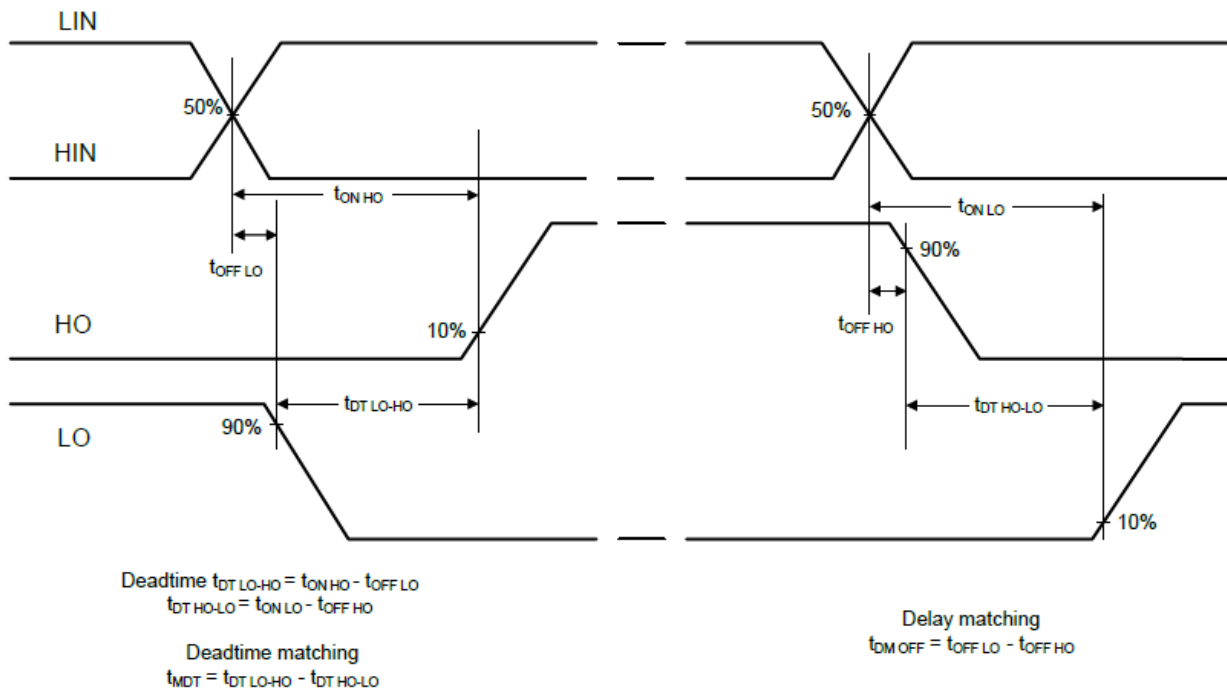 LIN
50%
50%
HIN
tON HO
tON LO
tOFF LO
90%
HO
10%
tOFF HO
tDT LO-HO
tDT HO-LO
90%
LO
10%
Deadtime tDT LO-HO = tON HO - tOFF LO
tDT HO-LO = tON LO - tOFF HO
Deadtime matching
tMDT = tDT LO-HO - tDT HO-LO
Delay matching
tDM OFF = tOFF LO - tOFF HO